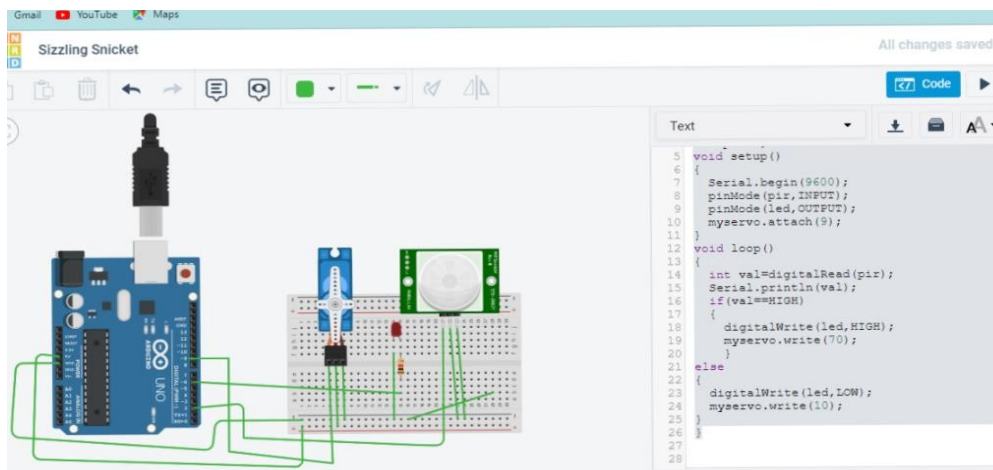 Gmail YouTube Maps
Sizzling Snicket
All changes saved
Code
Text
5 void setup()
6 {
7 Serial.begin(9600);
8 pinMode(pir,INPUT);
9 pinMode(led,OUTPUT);
10 myservo.attach(9);
11 }
12 void loop()
13 {
14 int val=digitalRead(pir);
15 Serial.println(val);
16 if(val==HIGH)
17 {
18 digitalWrite(led,HIGH);
19 myservo.write(70);
20 }
21 else
22 {
23 digitalWrite(led,LOW);
24 myservo.write(10);
25 }
26 }
27
28
UNO
ARDUINO